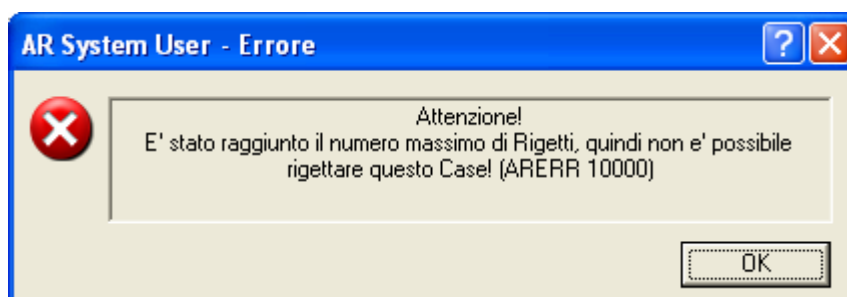 AR System User - Errore
Attenzione!
E' stato raggiunto il numero massimo di Rigetti, quindi non e' possibile
rigettare questo Case! (ARERR 10000)
OK